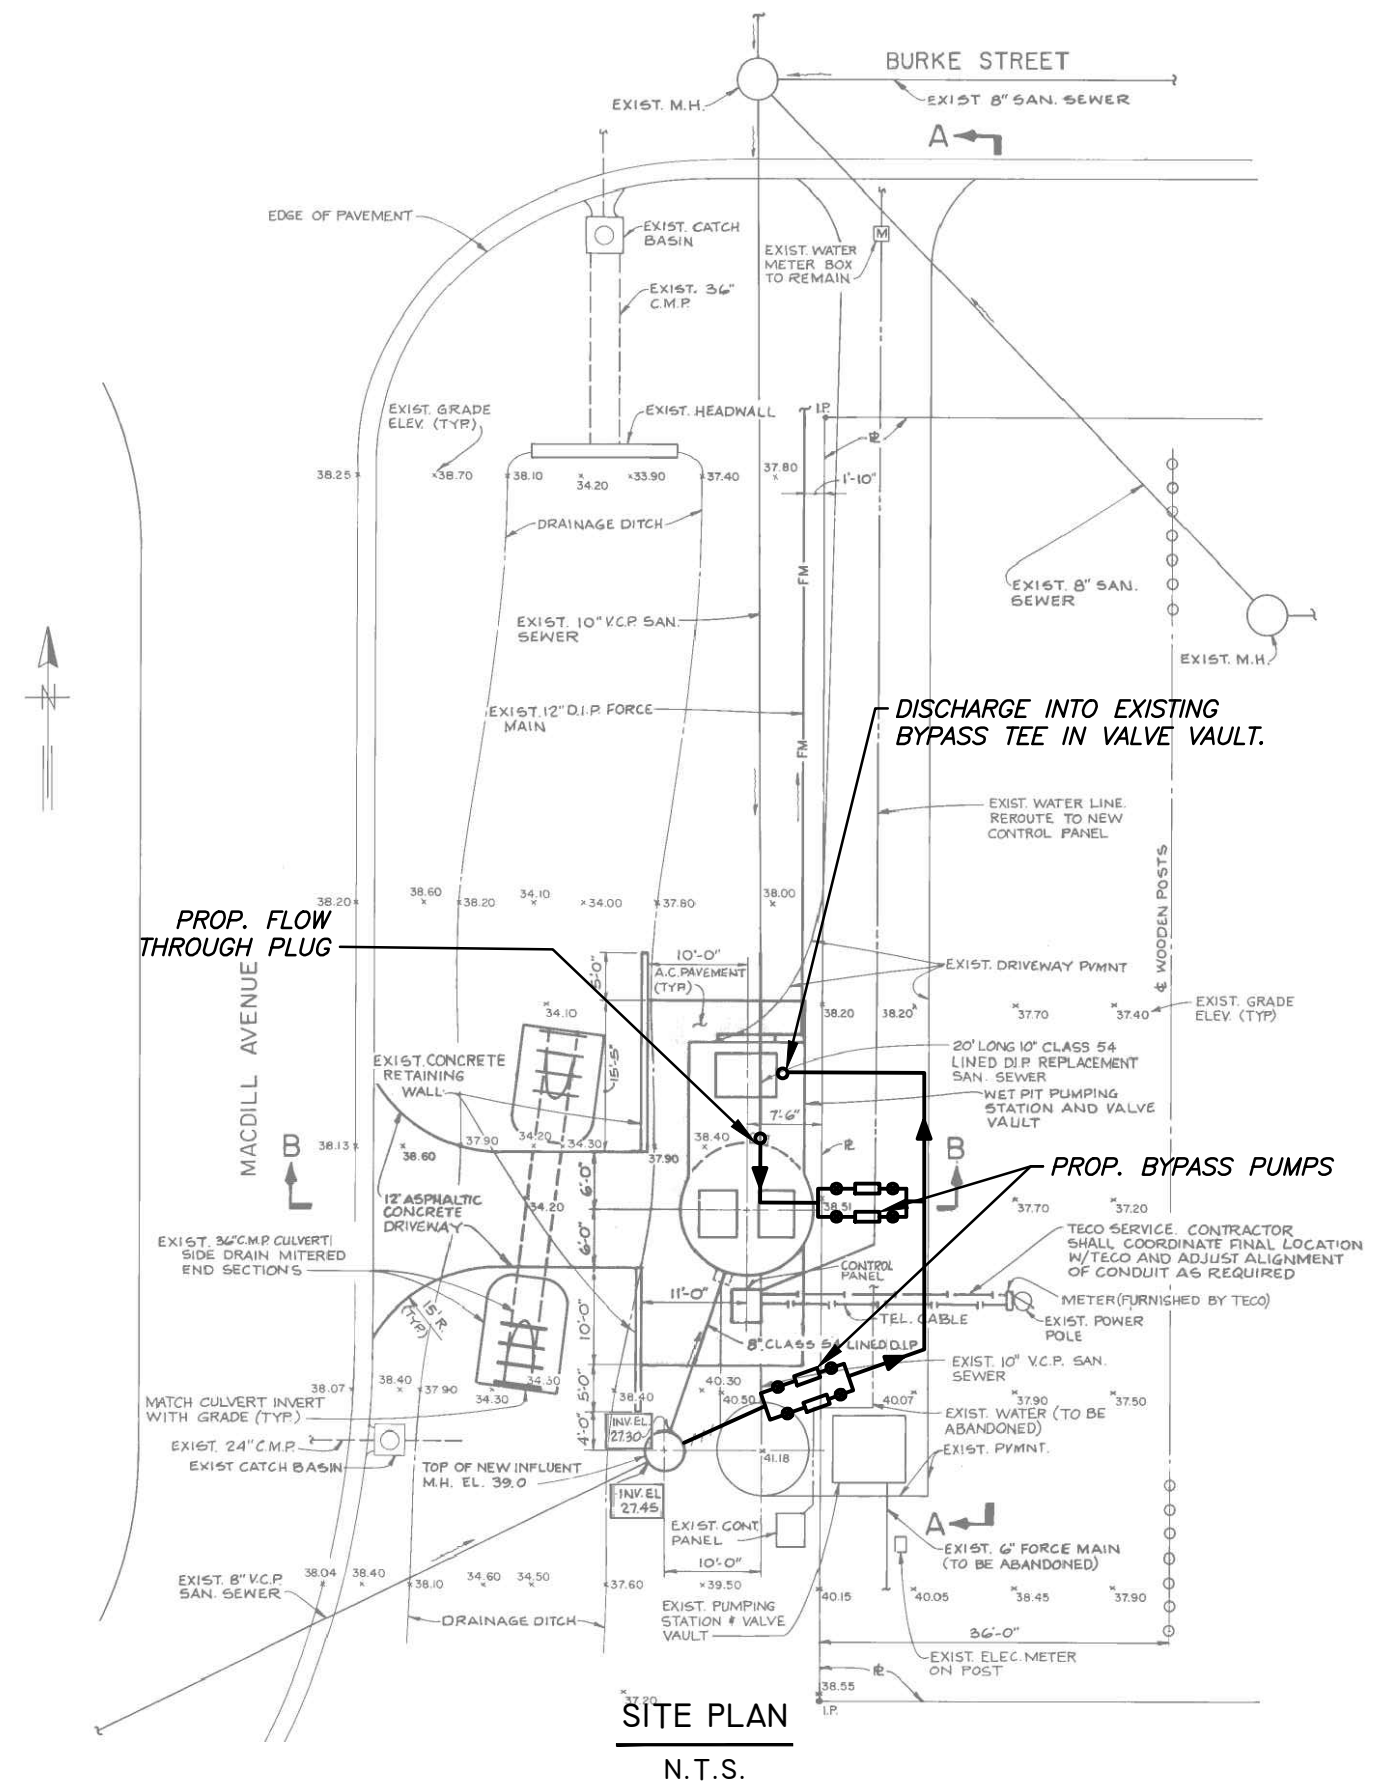 BURKE STREET
EXIST. M.H.
EXIST 8" SAN. SEWER
A
EDGE OF PAVEMENT
EXIST. CATCH
BASIN
EXIST. WATER
METER BOX
TO REMAIN
M
EXIST. 36"
C.M.P.
EXIST. GRADE
ELEV. (TYP.)
EXIST. HEADWALL
I.P.
38.25
38.70
38.10
34.20
33.90
37.40
37.80
1'-10"
DRAINAGE DITCH
FM
EXIST. 8" SAN.
SEWER
EXIST. 10" V.C.P. SAN.
SEWER
N
EXIST. M.H.
EXIST. 12" D.I.P. FORCE
MAIN
FM
DISCHARGE INTO EXISTING
BYPASS TEE IN VALVE VAULT.
EXIST. WATER LINE.
REROUTE TO NEW
CONTROL PANEL
℄ WOODEN POSTS
38.20
38.60
38.20
34.10
34.00
37.80
38.00
PROP. FLOW
THROUGH PLUG
MACDILL AVENUE
5'-0"
10'-0"
A.C. PAVEMENT
(TYP.)
EXIST. DRIVEWAY PVMNT
34.10
38.20
38.20
37.70
37.40
EXIST. GRADE
ELEV. (TYP)
EXIST. CONCRETE
RETAINING
WALL
15'-5"
20' LONG 10" CLASS 54
LINED D.I.P. REPLACEMENT
SAN. SEWER
WET PIT PUMPING
STATION AND VALVE
VAULT
7'-6"
B
38.13
38.60
37.90
34.20
34.30
37.90
38.40
B
PROP. BYPASS PUMPS
12' ASPHALTIC
CONCRETE
DRIVEWAY
34.20
6'-0"
6'-0"
38.51
37.70
37.20
EXIST. 36" C.M.P. CULVERT
SIDE DRAIN MITERED
END SECTIONS
TECO SERVICE. CONTRACTOR
SHALL COORDINATE FINAL LOCATION
W/TECO AND ADJUST ALIGNMENT
OF CONDUIT AS REQUIRED
CONTROL
PANEL
11'-0"
15' R.
(TYP.)
10'-0"
METER (FURNISHED BY TECO)
TEL. CABLE
EXIST. POWER
POLE
8" CLASS 54 LINED D.I.P.
EXIST. 10" V.C.P. SAN.
SEWER
38.07
38.40
37.90
34.30
34.50
5'-0"
38.40
40.30
40.50
40.07
37.90
37.50
MATCH CULVERT INVERT
WITH GRADE (TYP.)
4'-0"
INV. EL.
27.30
EXIST. WATER (TO BE
ABANDONED)
EXIST. 24" C.M.P.
EXIST CATCH BASIN
41.18
EXIST. PVMNT.
TOP OF NEW INFLUENT
M.H. EL. 39.0
INV. EL
27.45
EXIST. CONT.
PANEL
A
10'-0"
EXIST. 6" FORCE MAIN
(TO BE ABANDONED)
EXIST. 8" V.C.P.
SAN. SEWER
38.04
38.40
38.10
34.60
34.50
37.60
39.50
40.15
40.05
38.45
37.90
DRAINAGE DITCH
EXIST. PUMPING
STATION & VALVE
VAULT
36'-0"
EXIST. ELEC. METER
ON POST
38.55
I.P.
37.20
SITE PLAN
N.T.S.